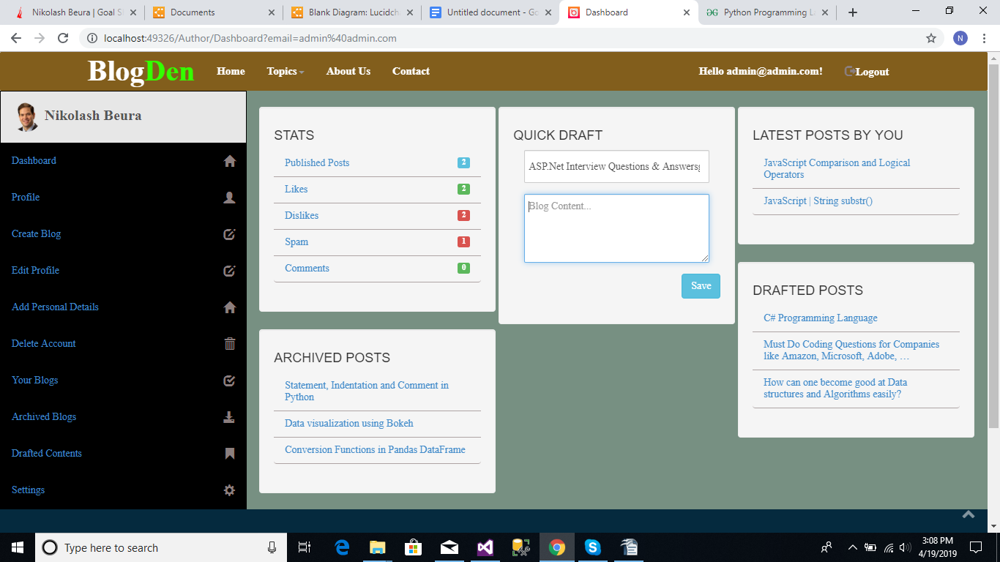 Nikolash Beura | Goal S
Documents
Blank Diagram: Lucidch
Untitled document - Go
Dashboard
Python Programming La
localhost:49326/Author/Dashboard?email=admin%40admin.com
N
BlogDen
Home
Topics
About Us
Contact
Hello admin@admin.com!
Logout
Nikolash Beura
Dashboard
Profile
Create Blog
Edit Profile
Add Personal Details
Delete Account
Your Blogs
Archived Blogs
Drafted Contents
Settings
STATS
Published Posts 2
Likes 2
Dislikes 2
Spam 1
Comments 0
ARCHIVED POSTS
Statement, Indentation and Comment in
Python
Data visualization using Bokeh
Conversion Functions in Pandas DataFrame
QUICK DRAFT
ASP.Net Interview Questions & Answers
Blog Content...
Save
LATEST POSTS BY YOU
JavaScript Comparison and Logical
Operators
JavaScript | String substr()
DRAFTED POSTS
C# Programming Language
Must Do Coding Questions for Companies
like Amazon, Microsoft, Adobe, …
How can one become good at Data
structures and Algorithms easily?
Type here to search
3:08 PM
4/19/2019